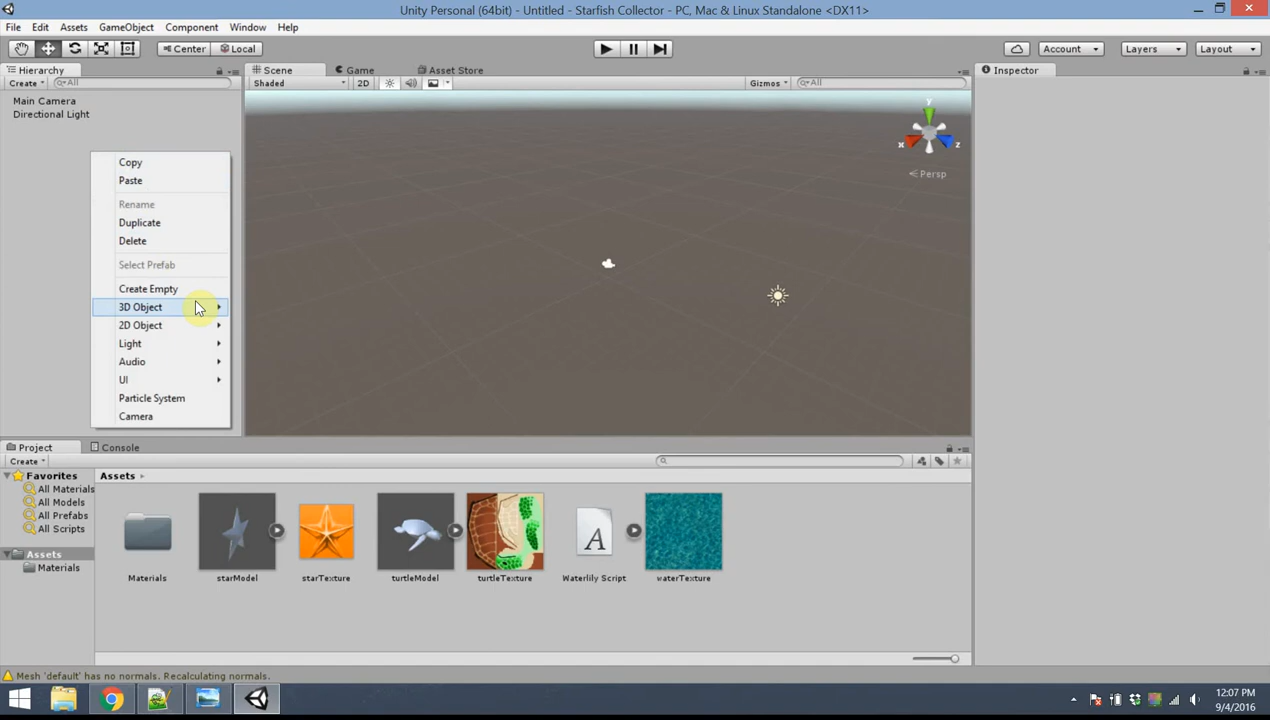 Unity Personal (64bit) - Untitled - Starfish Collector - PC, Mac & Linux Standalone <DX11>
File Edit Assets GameObject Component Window Help
Center Local Account Layers Layout
Hierarchy Scene Game Asset Store Inspector
Create All Shaded 2D Gizmos All
Main Camera
Directional Light
y
x z
Persp
Copy
Paste
Rename
Duplicate
Delete
Select Prefab
Create Empty
3D Object
2D Object
Light
Audio
UI
Particle System
Camera
Project Console
Create
Favorites Assets
All Materials
All Models
All Prefabs
All Scripts
Assets
Materials
A
Materials starModel starTexture turtleModel turtleTexture Waterlily Script waterTexture
Mesh 'default' has no normals. Recalculating normals.
12:07 PM
9/4/2016